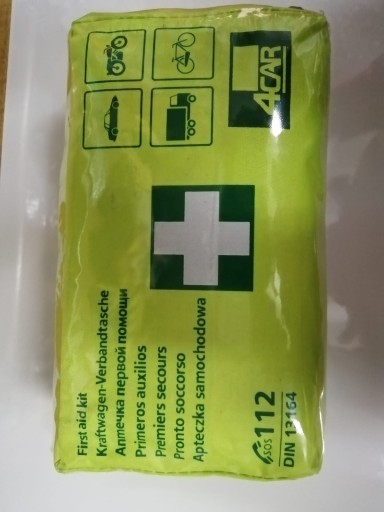 4CAR
First aid kit
Kraftwagen-Verbandtasche
Аптечка первой помощи
Primeros auxilios
Premiers secours
Pronto soccorso
Apteczka samochodowa
SOS 112
DIN 13164